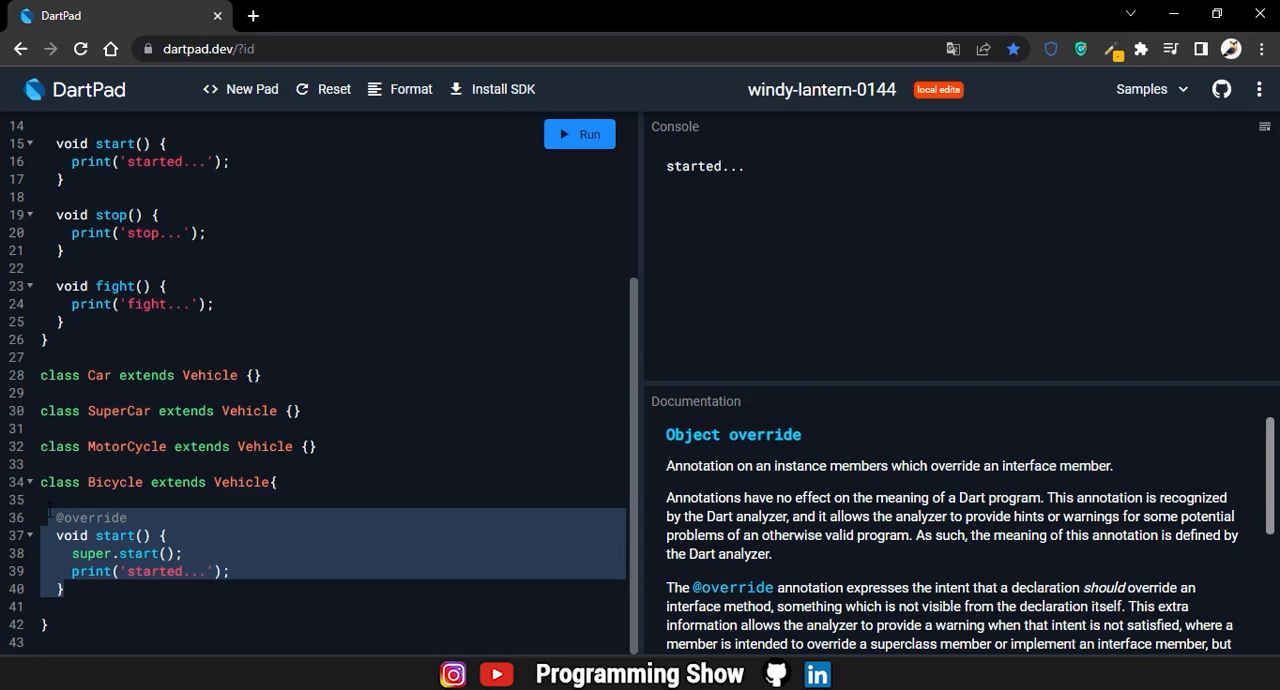 DartPad
dartpad.dev/?id
DartPad
<> New Pad
Reset
Format
Install SDK
windy-lantern-0144
local edits
Samples
Run
14
15 void start() {
16 print('started...');
17 }
18
19 void stop() {
20 print('stop...');
21 }
22
23 void fight() {
24 print('fight...');
25 }
26 }
27
28 class Car extends Vehicle {}
29
30 class SuperCar extends Vehicle {}
31
32 class MotorCycle extends Vehicle {}
33
34 class Bicycle extends Vehicle{
35
36 @override
37 void start() {
38 super.start();
39 print('started...');
40 }
41
42 }
43
Console
started...
Documentation
Object override
Annotation on an instance members which override an interface member.
Annotations have no effect on the meaning of a Dart program. This annotation is recognized
by the Dart analyzer, and it allows the analyzer to provide hints or warnings for some potential
problems of an otherwise valid program. As such, the meaning of this annotation is defined by
the Dart analyzer.
The @override annotation expresses the intent that a declaration should override an
interface method, something which is not visible from the declaration itself. This extra
information allows the analyzer to provide a warning when that intent is not satisfied, where a
member is intended to override a superclass member or implement an interface member, but
Programming Show
in